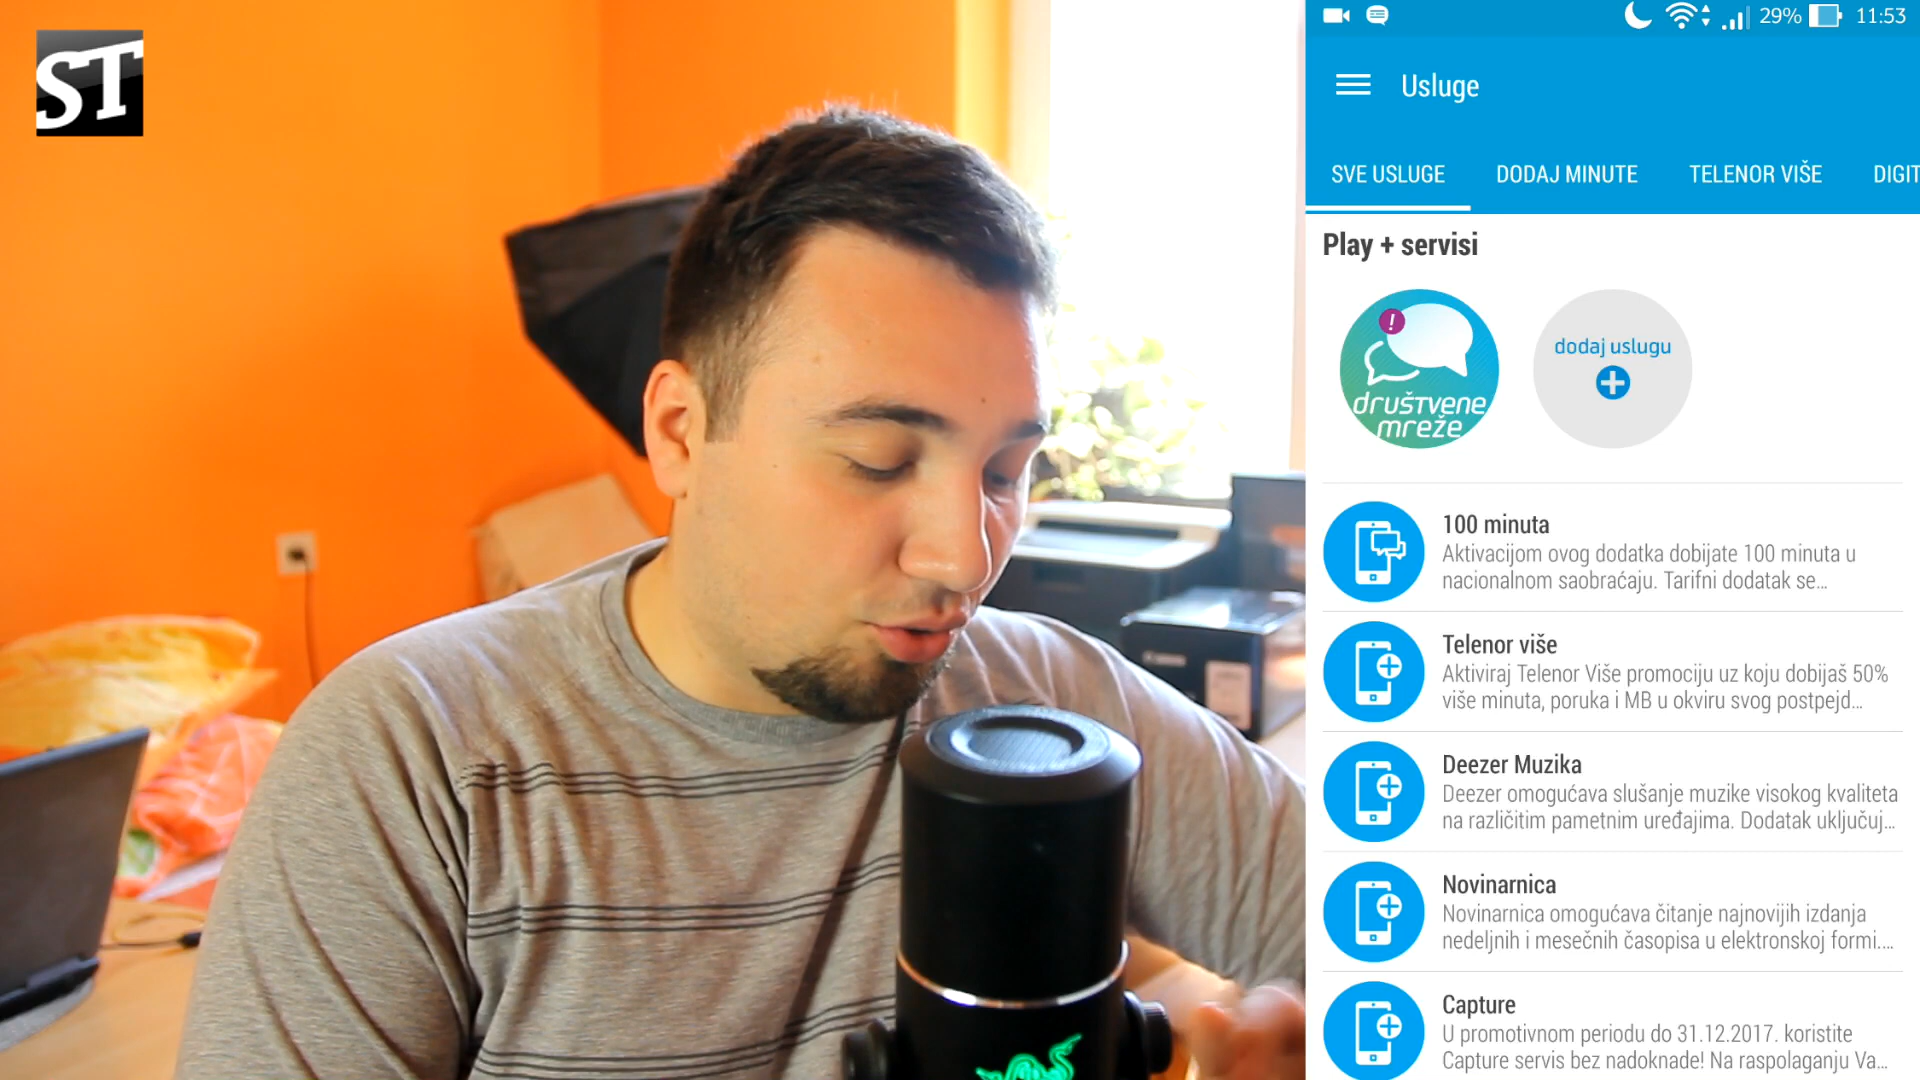 ST
29% 11:53
Usluge
SVE USLUGE DODAJ MINUTE TELENOR VIŠE DIGIT
Play + servisi
!
društvene
mreže
dodaj uslugu
100 minuta
Aktivacijom ovog dodatka dobijate 100 minuta u
nacionalnom saobraćaju. Tarifni dodatak se...
Telenor više
Aktiviraj Telenor Više promociju uz koju dobijaš 50%
više minuta, poruka i MB u okviru svog postpejd...
Deezer Muzika
Deezer omogućava slušanje muzike visokog kvaliteta
na različitim pametnim uređajima. Dodatak uključuj...
Novinarnica
Novinarnica omogućava čitanje najnovijih izdanja
nedeljnih i mesečnih časopisa u elektronskoj formi....
Capture
U promotivnom periodu do 31.12.2017. koristite
Capture servis bez nadoknade! Na raspolaganju Va...